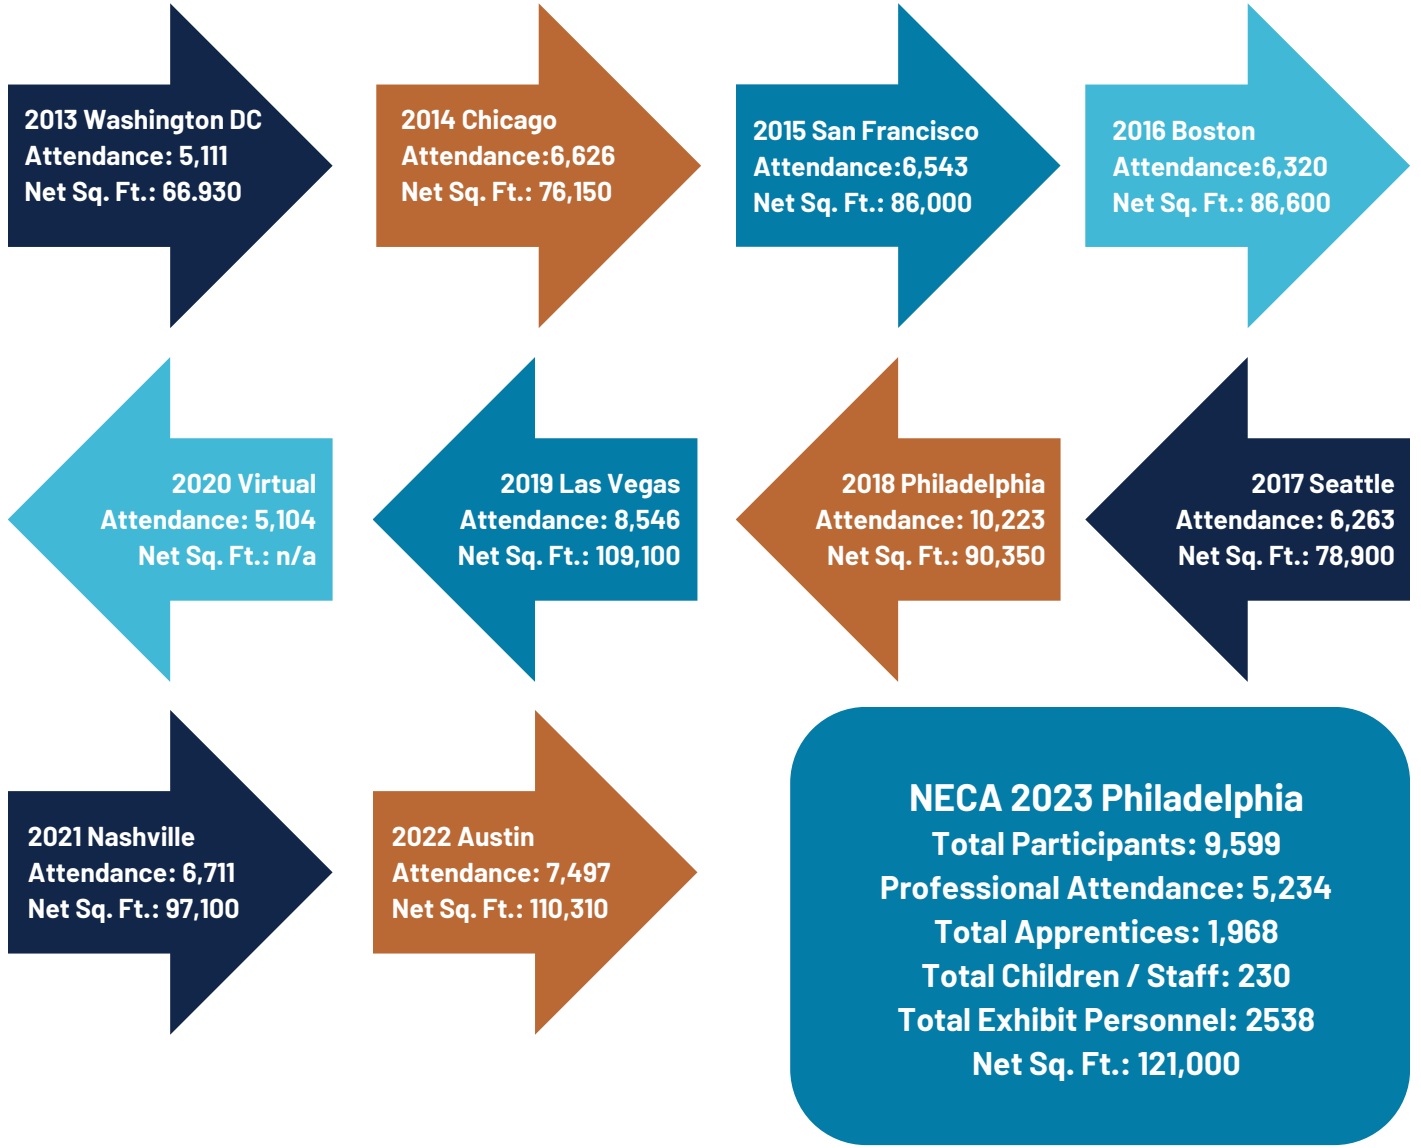 2013 Washington DC
Attendance: 5,111
Net Sq. Ft.: 66.930
2014 Chicago
Attendance:6,626
Net Sq. Ft.: 76,150
2015 San Francisco
Attendance:6,543
Net Sq. Ft.: 86,000
2016 Boston
Attendance:6,320
Net Sq. Ft.: 86,600
2017 Seattle
Attendance: 6,263
Net Sq. Ft.: 78,900
2018 Philadelphia
Attendance: 10,223
Net Sq. Ft.: 90,350
2019 Las Vegas
Attendance: 8,546
Net Sq. Ft.: 109,100
2020 Virtual
Attendance: 5,104
Net Sq. Ft.: n/a
2021 Nashville
Attendance: 6,711
Net Sq. Ft.: 97,100
2022 Austin
Attendance: 7,497
Net Sq. Ft.: 110,310
NECA 2023 Philadelphia
Total Participants: 9,599
Professional Attendance: 5,234
Total Apprentices: 1,968
Total Children / Staff: 230
Total Exhibit Personnel: 2538
Net Sq. Ft.: 121,000